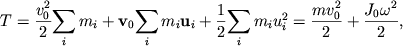 $$T = \frac{v_0^2}{2} \sum_i m_i + \mathbf{v}_0 \sum_i m_i \mathbf{u}_i + \frac{1}{2} \sum_i m_i u_i^2 = \frac{m v_0^2}{2} + \frac{J_0 \omega^2}{2},$$